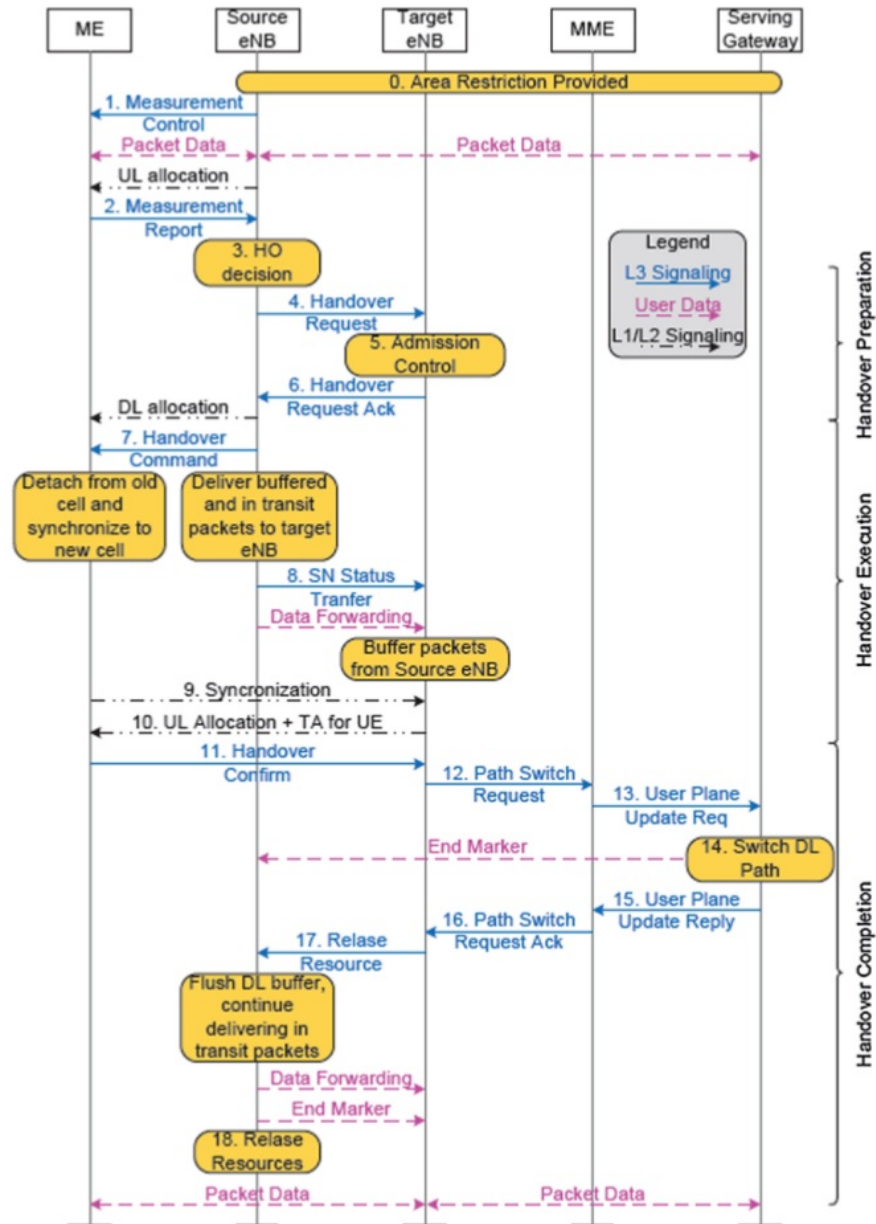 ME
Source
eNB
Target
eNB
MME
Serving
Gateway
0. Area Restriction Provided
1. Measurement
Control
Packet Data
Packet Data
UL allocation
2. Measurement
Report
3. HO
decision
Legend
L3 Signaling
User Data
L1/L2 Signaling
4. Handover
Request
5. Admission
Control
6. Handover
Request Ack
DL allocation
Handover Preparation
7. Handover
Command
Detach from old
cell and
synchronize to
new cell
Deliver buffered
and in transit
packets to target
eNB
8. SN Status
Tranfer
Data Forwarding
Buffer packets
from Source eNB
9. Syncronization
10. UL Allocation + TA for UE
Handover Execution
11. Handover
Confirm
12. Path Switch
Request
13. User Plane
Update Req
End Marker
14. Switch DL
Path
15. User Plane
Update Reply
16. Path Switch
Request Ack
17. Relase
Resource
Flush DL buffer,
continue
delivering in
transit packets
Data Forwarding
End Marker
18. Relase
Resources
Packet Data
Packet Data
Handover Completion